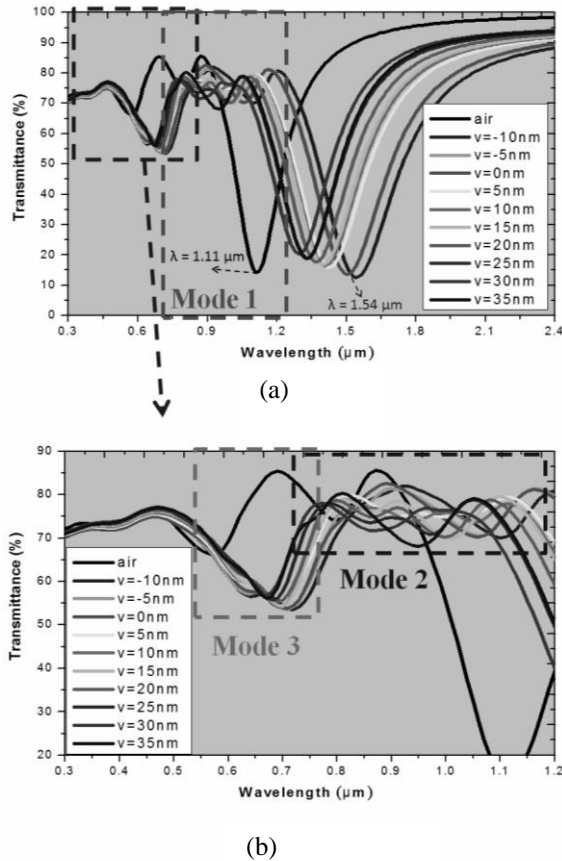 100
90
80
70
60
50
40
30
20
10
0
Transmittance (%)
λ = 1.11 µm
Mode 1
λ = 1.54 µm
air
v=-10nm
v=-5nm
v=0nm
v=5nm
v=10nm
v=15nm
v=20nm
v=25nm
v=30nm
v=35nm
0.3 0.6 0.9 1.2 1.5 1.8 2.1 2.4
Wavelength (µm)
(a)
90
80
70
60
50
40
30
20
Transmittance (%)
Mode 2
Mode 3
air
v=-10nm
v=-5nm
v=0nm
v=5nm
v=10nm
v=15nm
v=20nm
v=25nm
v=30nm
v=35nm
0.3 0.4 0.5 0.6 0.7 0.8 0.9 1.0 1.1 1.2
Wavelength (µm)
(b)